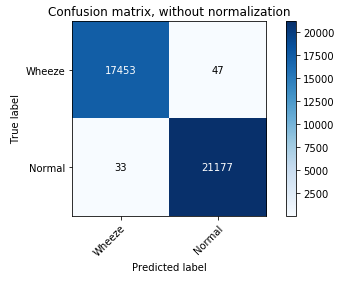 Confusion matrix, without normalization
Wheeze
17453
47
Normal
33
21177
True label
Wheeze
Normal
Predicted label
20000
17500
15000
12500
10000
7500
5000
2500